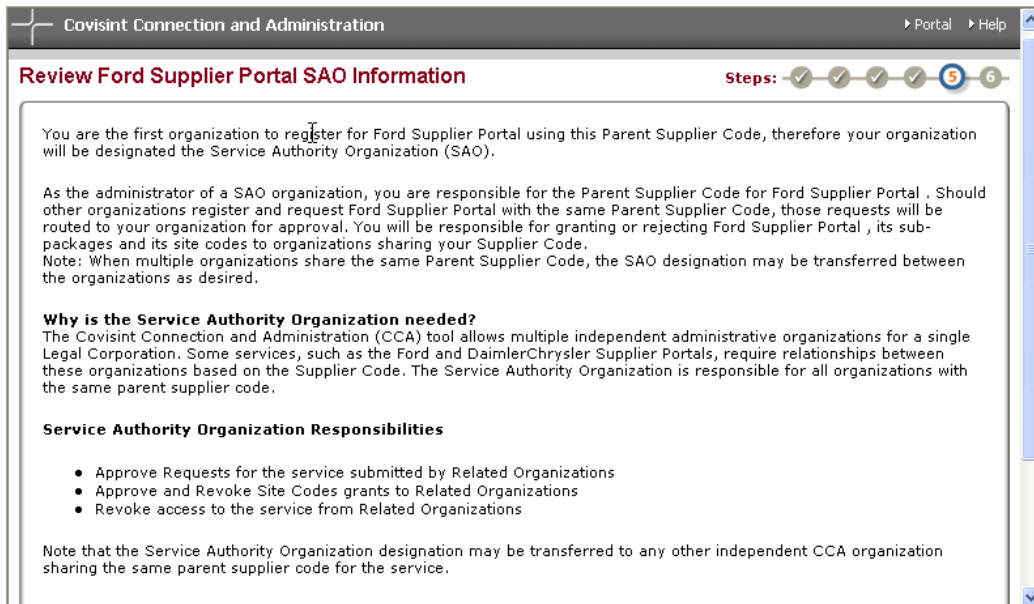 Covisint Connection and Administration
Portal Help
Review Ford Supplier Portal SAO Information
Steps: 5 6
You are the first organization to register for Ford Supplier Portal using this Parent Supplier Code, therefore your organization
will be designated the Service Authority Organization (SAO).
As the administrator of a SAO organization, you are responsible for the Parent Supplier Code for Ford Supplier Portal . Should
other organizations register and request Ford Supplier Portal with the same Parent Supplier Code, those requests will be
routed to your organization for approval. You will be responsible for granting or rejecting Ford Supplier Portal , its sub-
packages and its site codes to organizations sharing your Supplier Code.
Note: When multiple organizations share the same Parent Supplier Code, the SAO designation may be transferred between
the organizations as desired.
Why is the Service Authority Organization needed?
The Covisint Connection and Administration (CCA) tool allows multiple independent administrative organizations for a single
Legal Corporation. Some services, such as the Ford and DaimlerChrysler Supplier Portals, require relationships between
these organizations based on the Supplier Code. The Service Authority Organization is responsible for all organizations with
the same parent supplier code.
Service Authority Organization Responsibilities
● Approve Requests for the service submitted by Related Organizations
● Approve and Revoke Site Codes grants to Related Organizations
● Revoke access to the service from Related Organizations
Note that the Service Authority Organization designation may be transferred to any other independent CCA organization
sharing the same parent supplier code for the service.